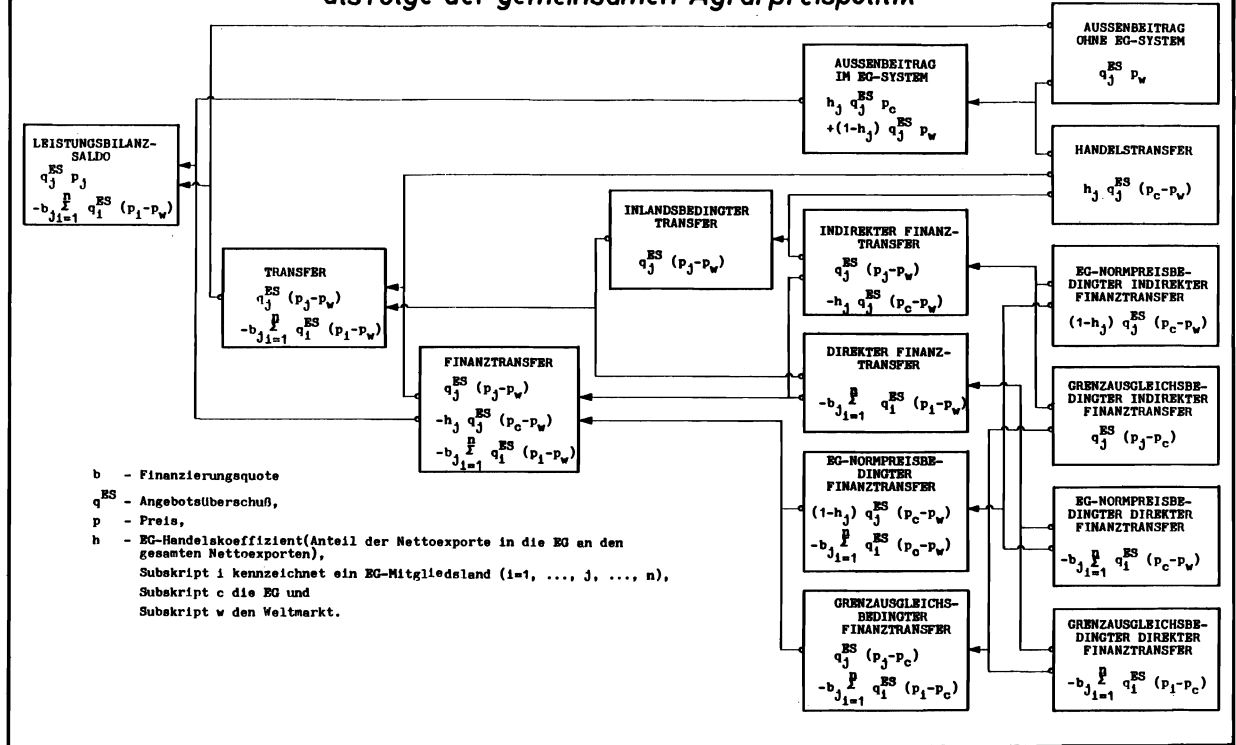 als Folge der gemeinsamen Agrarpreispolitik
AUSSENBEITRAG
OHNE EG-SYSTEM
q_j^ES p_w
AUSSENBEITRAG
IM EG-SYSTEM
h_j q_j^ES p_c
+(1-h_j) q_j^ES p_w
LEISTUNGSBILANZ-
SALDO
q_j^ES p_j
-b_j Σ_{i=1}^n q_i^ES (p_i-p_w)
HANDELSTRANSFER
h_j q_j^ES (p_c-p_w)
INLANDSBEDINGTER
TRANSFER
q_j^ES (p_j-p_w)
INDIREKTER FINANZ-
TRANSFER
q_j^ES (p_j-p_w)
-h_j q_j^ES (p_c-p_w)
TRANSFER
q_j^ES (p_j-p_w)
-b_j Σ_{i=1}^n q_i^ES (p_i-p_w)
EG-NORMPREISBE-
DINGTER INDIREKTER
FINANZTRANSFER
(1-h_j) q_j^ES (p_c-p_w)
FINANZTRANSFER
q_j^ES (p_j-p_w)
-h_j q_j^ES (p_c-p_w)
-b_j Σ_{i=1}^n q_i^ES (p_i-p_w)
DIREKTER FINANZ-
TRANSFER
-b_j Σ_{i=1}^n q_i^ES (p_i-p_w)
GRENZAUSGLEICHSBE-
DINGTER INDIREKTER
FINANZTRANSFER
q_j^ES (p_j-p_c)
EG-NORMPREISBE-
DINGTER
FINANZTRANSFER
(1-h_j) q_j^ES (p_c-p_w)
-b_j Σ_{i=1}^n q_i^ES (p_c-p_w)
EG-NORMPREISBE-
DINGTER DIREKTER
FINANZTRANSFER
-b_j Σ_{i=1}^n q_i^ES (p_c-p_w)
GRENZAUSGLEICHS-
BEDINGTER
FINANZTRANSFER
q_j^ES (p_j-p_c)
-b_j Σ_{i=1}^n q_i^ES (p_i-p_c)
GRENZAUSGLEICHSBE-
DINGTER DIREKTER
FINANZTRANSFER
-b_j Σ_{i=1}^n q_i^ES (p_i-p_c)
b - Finanzierungsquote
q^ES - Angebotsüberschuß,
p - Preis,
h - EG-Handelskoeffizient(Anteil der Nettoexporte in die EG an den
gesamten Nettoexporten),
Subskript i kennzeichnet ein EG-Mitgliedsland (i=1, ..., j, ..., n),
Subskript c die EG und
Subskript w den Weltmarkt.